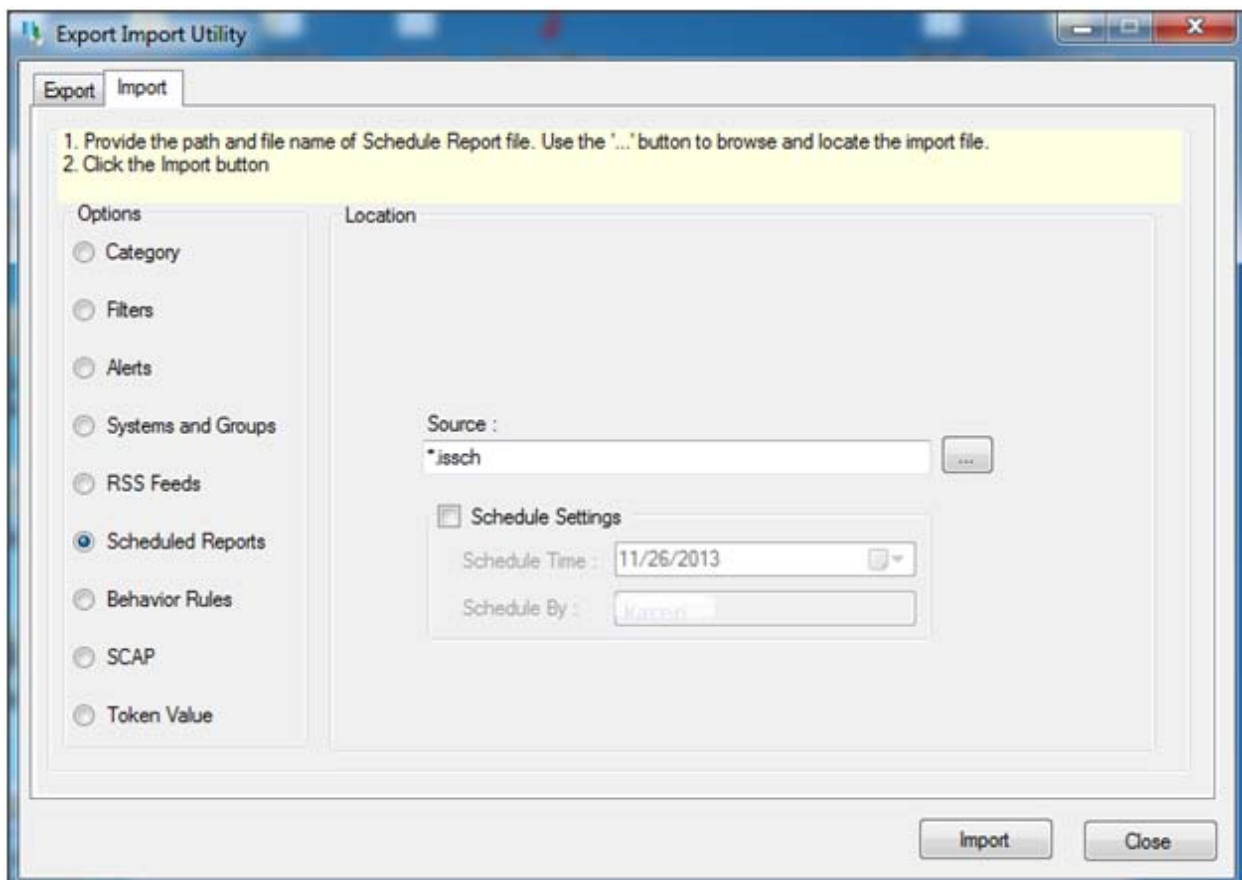 Export Import Utility
Export
Import
1. Provide the path and file name of Schedule Report file. Use the '...' button to browse and locate the import file.
2. Click the Import button
Options
Category
Filters
Alerts
Systems and Groups
RSS Feeds
Scheduled Reports
Behavior Rules
SCAP
Token Value
Location
Source :
*.issch
...
Schedule Settings
Schedule Time :
11/26/2013
Schedule By :
Karen
Import
Close